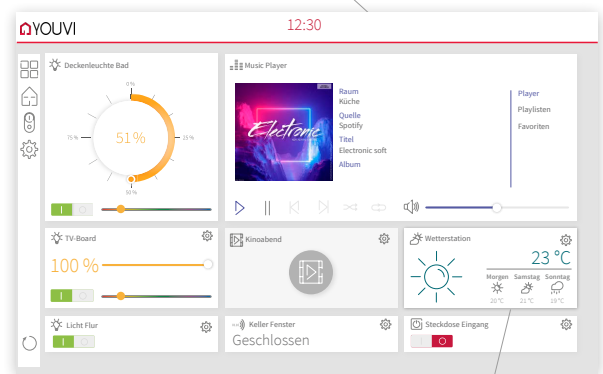 YOUVI
12:30
Deckenleuchte Bad
0%
75 %
51 %
25 %
50 %
Music Player
Electronic
Raum
Küche
Quelle
Spotify
Titel
Electronic soft
Album
Player
Playlisten
Favoriten
TV-Board
100 %
Kinoabend
Wetterstation
23 °C
Morgen Samstag Sonntag
20 °C 21 °C 19 °C
Licht Flur
Keller Fenster
Geschlossen
Steckdose Eingang